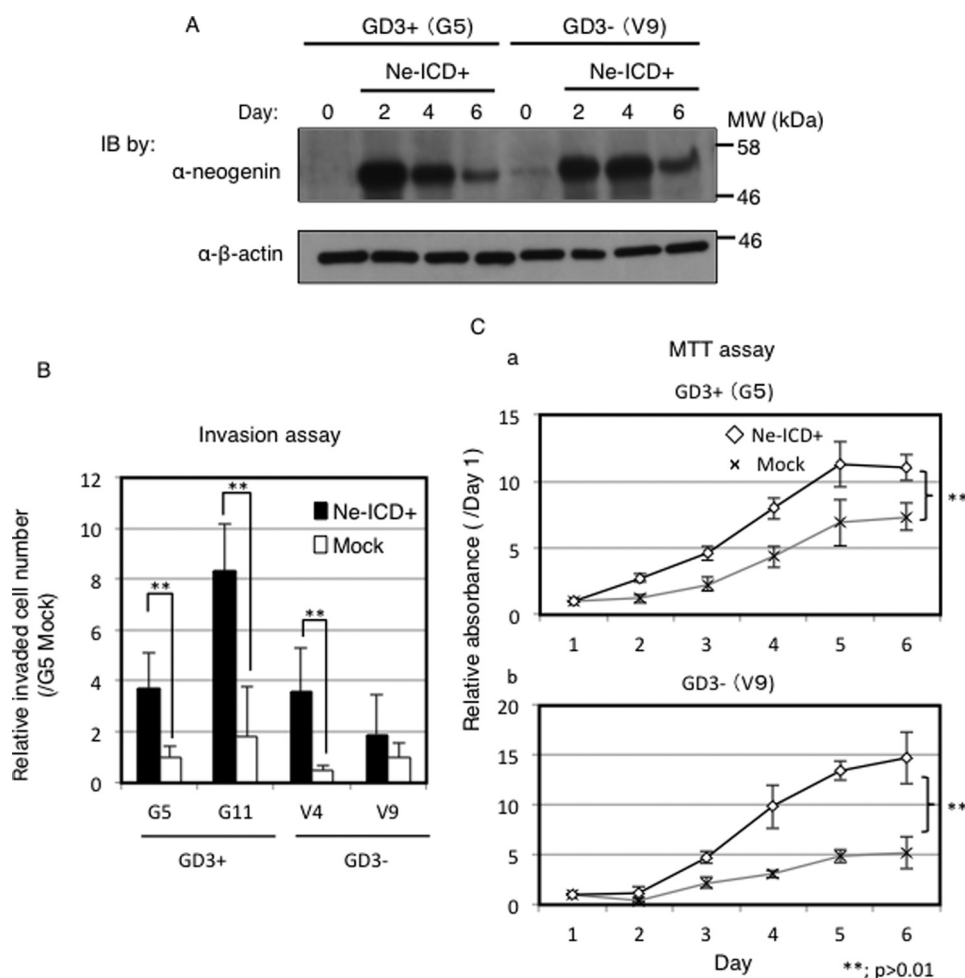 A
GD3+ (G5)
GD3- (V9)
Ne-ICD+
Ne-ICD+
Day:
0
2
4
6
0
2
4
6
MW (kDa)
IB by:
α-neogenin
58
46
α-β-actin
46
B
Invasion assay
Relative invaded cell number
(/G5 Mock)
12
10
8
6
4
2
0
**
**
**
Ne-ICD+
Mock
G5
G11
V4
V9
GD3+
GD3-
C
a
MTT assay
GD3+ (G5)
Relative absorbance ( /Day 1)
15
10
5
0
Ne-ICD+
Mock
**
1
2
3
4
5
6
b
GD3- (V9)
20
15
10
5
0
**
1
2
3
4
5
6
Day
**; p>0.01